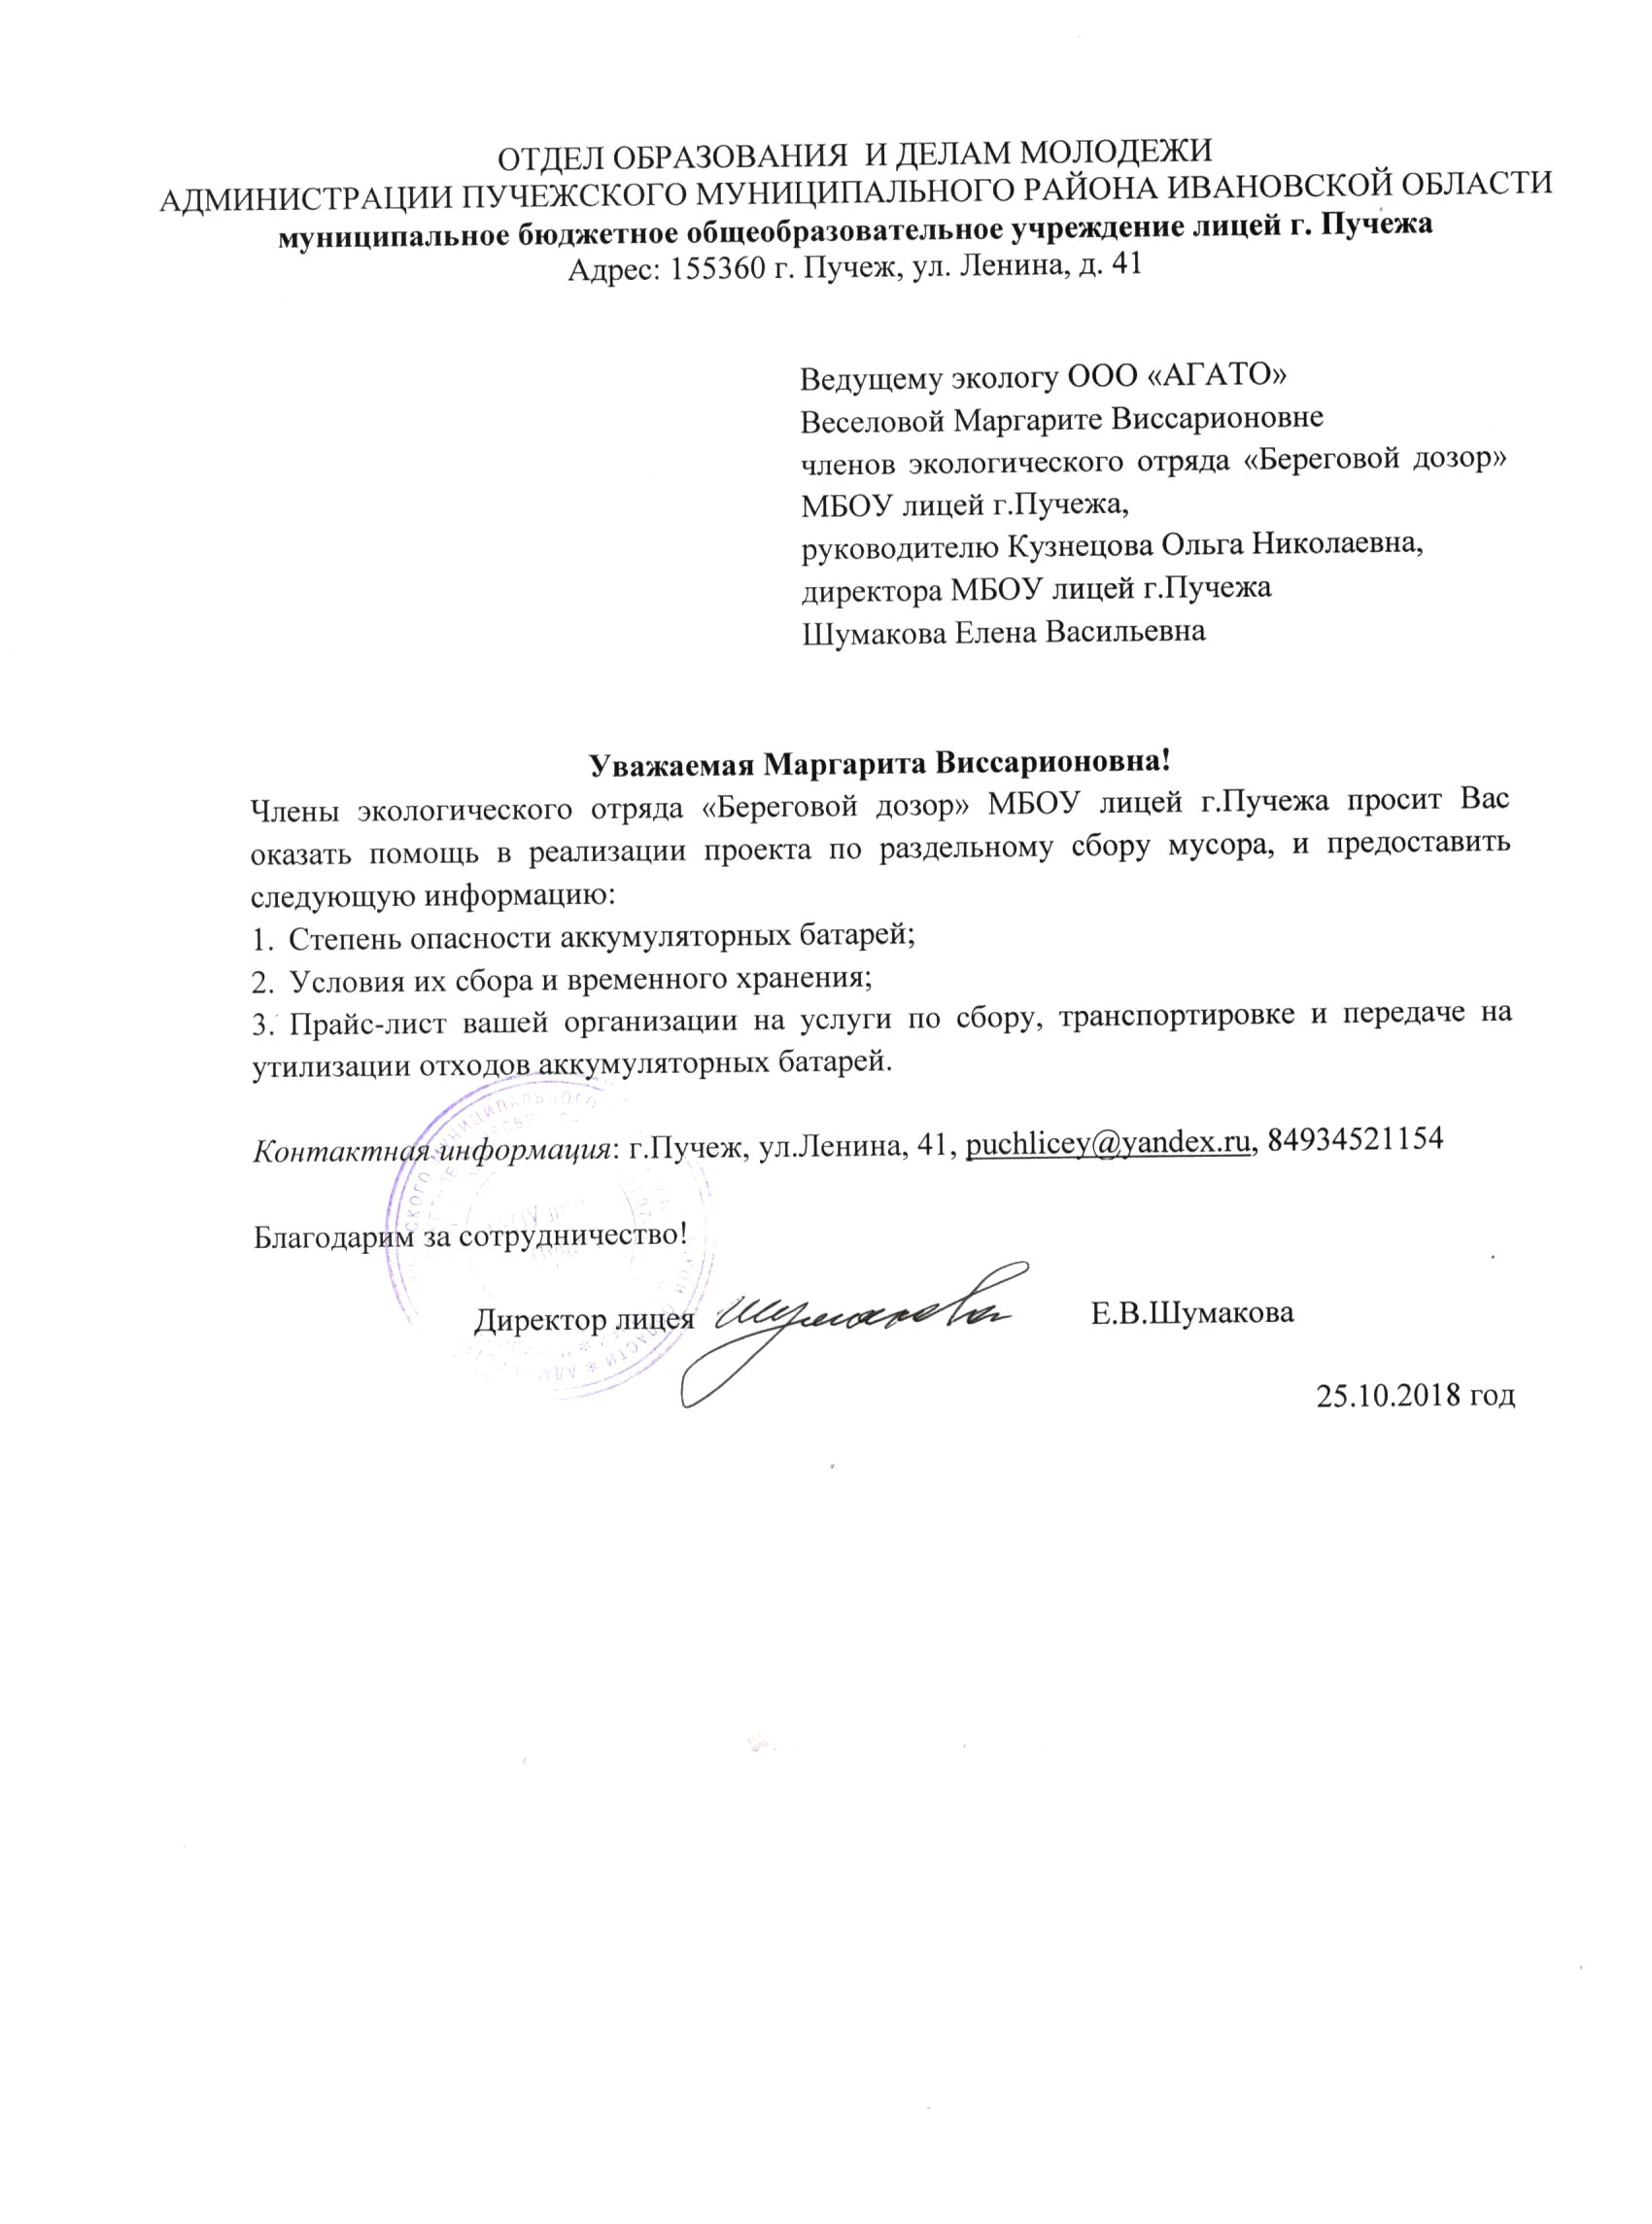 ОТДЕЛ ОБРАЗОВАНИЯ И ДЕЛАМ МОЛОДЕЖИ
АДМИНИСТРАЦИИ ПУЧЕЖСКОГО МУНИЦИПАЛЬНОГО РАЙОНА ИВАНОВСКОЙ ОБЛАСТИ
муниципальное бюджетное общеобразовательное учреждение лицей г. Пучежа
Адрес: 155360 г. Пучеж, ул. Ленина, д. 41
Ведущему экологу ООО «АГАТО»
Веселовой Маргарите Виссарионовне
членов экологического отряда «Береговой дозор»
МБОУ лицей г.Пучежа,
руководителю Кузнецова Ольга Николаевна,
директора МБОУ лицей г.Пучежа
Шумакова Елена Васильевна
Уважаемая Маргарита Виссарионовна!
Члены экологического отряда «Береговой дозор» МБОУ лицей г.Пучежа просит Вас
оказать помощь в реализации проекта по раздельному сбору мусора, и предоставить
следующую информацию:
1. Степень опасности аккумуляторных батарей;
2. Условия их сбора и временного хранения;
3. Прайс-лист вашей организации на услуги по сбору, транспортировке и передаче на
утилизации отходов аккумуляторных батарей.
Контактная информация: г.Пучеж, ул.Ленина, 41, puchlicey@yandex.ru, 84934521154
Благодарим за сотрудничество!
Директор лицея Шумакова Е.В.Шумакова
25.10.2018 год